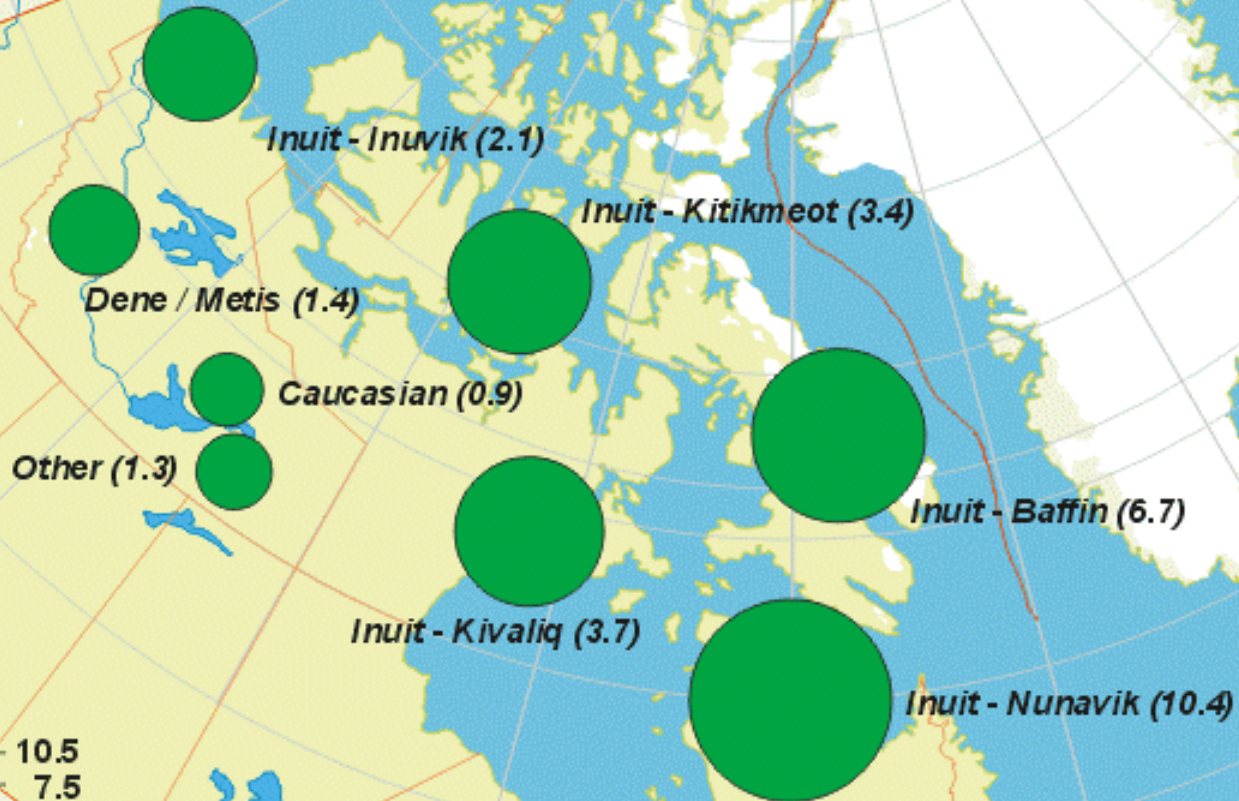 Inuit - Inuvik (2.1)
Inuit - Kitikmeot (3.4)
Dene / Metis (1.4)
Caucasian (0.9)
Other (1.3)
Inuit - Baffin (6.7)
Inuit - Kivaliq (3.7)
Inuit - Nunavik (10.4)
10.5
7.5